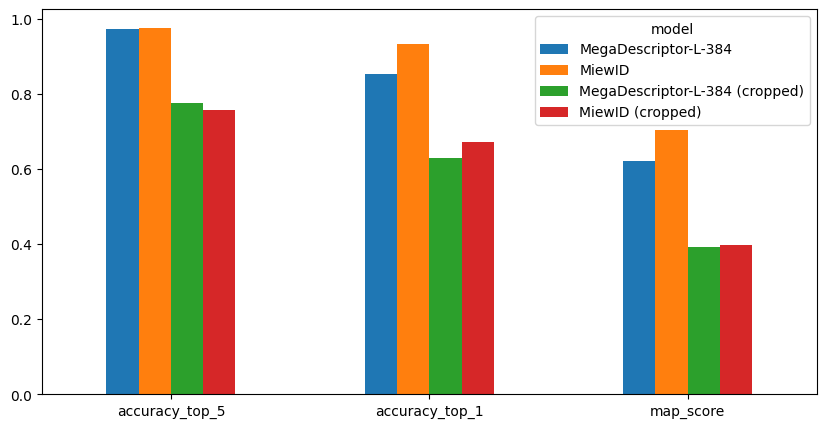 1.0
0.8
0.6
0.4
0.2
0.0
model
MegaDescriptor-L-384
MiewID
MegaDescriptor-L-384 (cropped)
MiewID (cropped)
accuracy_top_5
accuracy_top_1
map_score